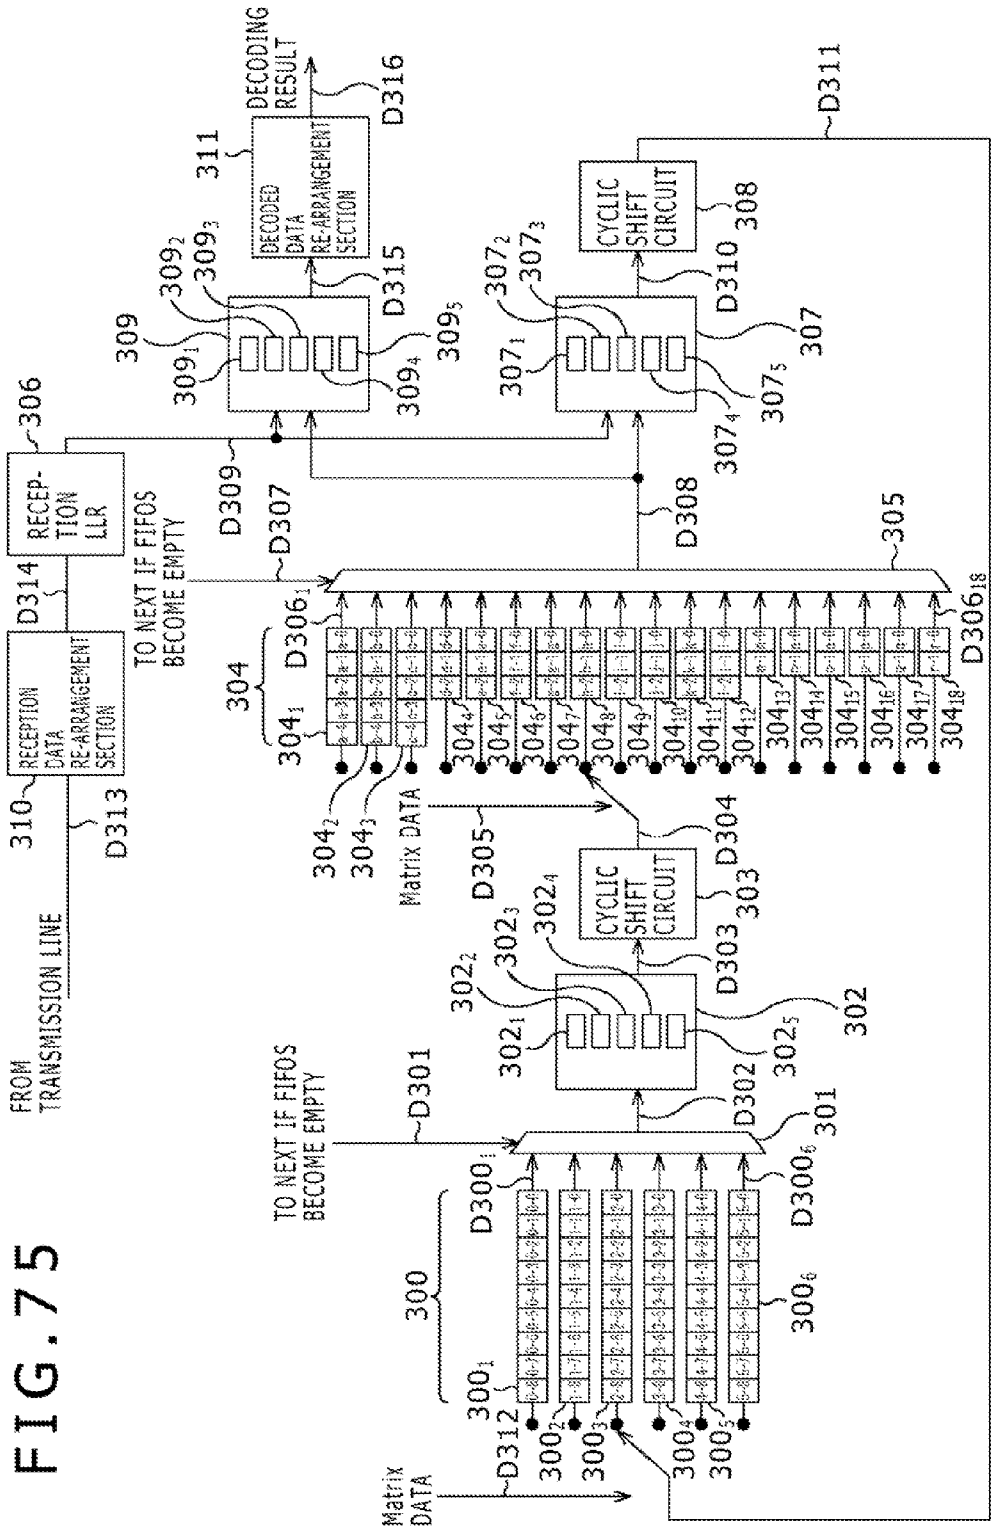 FIG.75
FROM
TRANSMISSION LINE
D313
310
RECEPTION
DATA
RE-ARRANGEMENT
SECTION
D314
RECEP-
TION
LLR
306
D309
309
309₁
309₂
309₃
309₄
309₅
D315
311
DECODED
DATA
RE-ARRANGEMENT
SECTION
DECODING
RESULT
D316
TO NEXT IF FIFOS
BECOME EMPTY
D307
304
304₁
304₂
304₃
304₄
304₅
304₆
304₇
304₈
304₉
304₁₀
304₁₁
304₁₂
304₁₃
304₁₄
304₁₅
304₁₆
304₁₇
304₁₈
D306₁
D306₁₈
305
D308
307
307₁
307₂
307₃
307₄
307₅
D310
CYCLIC
SHIFT
CIRCUIT
308
D311
Matrix DATA
D305
D304
CYCLIC
SHIFT
CIRCUIT
303
D303
302
302₁
302₂
302₃
302₄
302₅
D302
TO NEXT IF FIFOS
BECOME EMPTY
D301
301
300
300₁
300₂
300₃
300₄
300₅
300₆
D300₁
D300₆
Matrix
DATA
D312